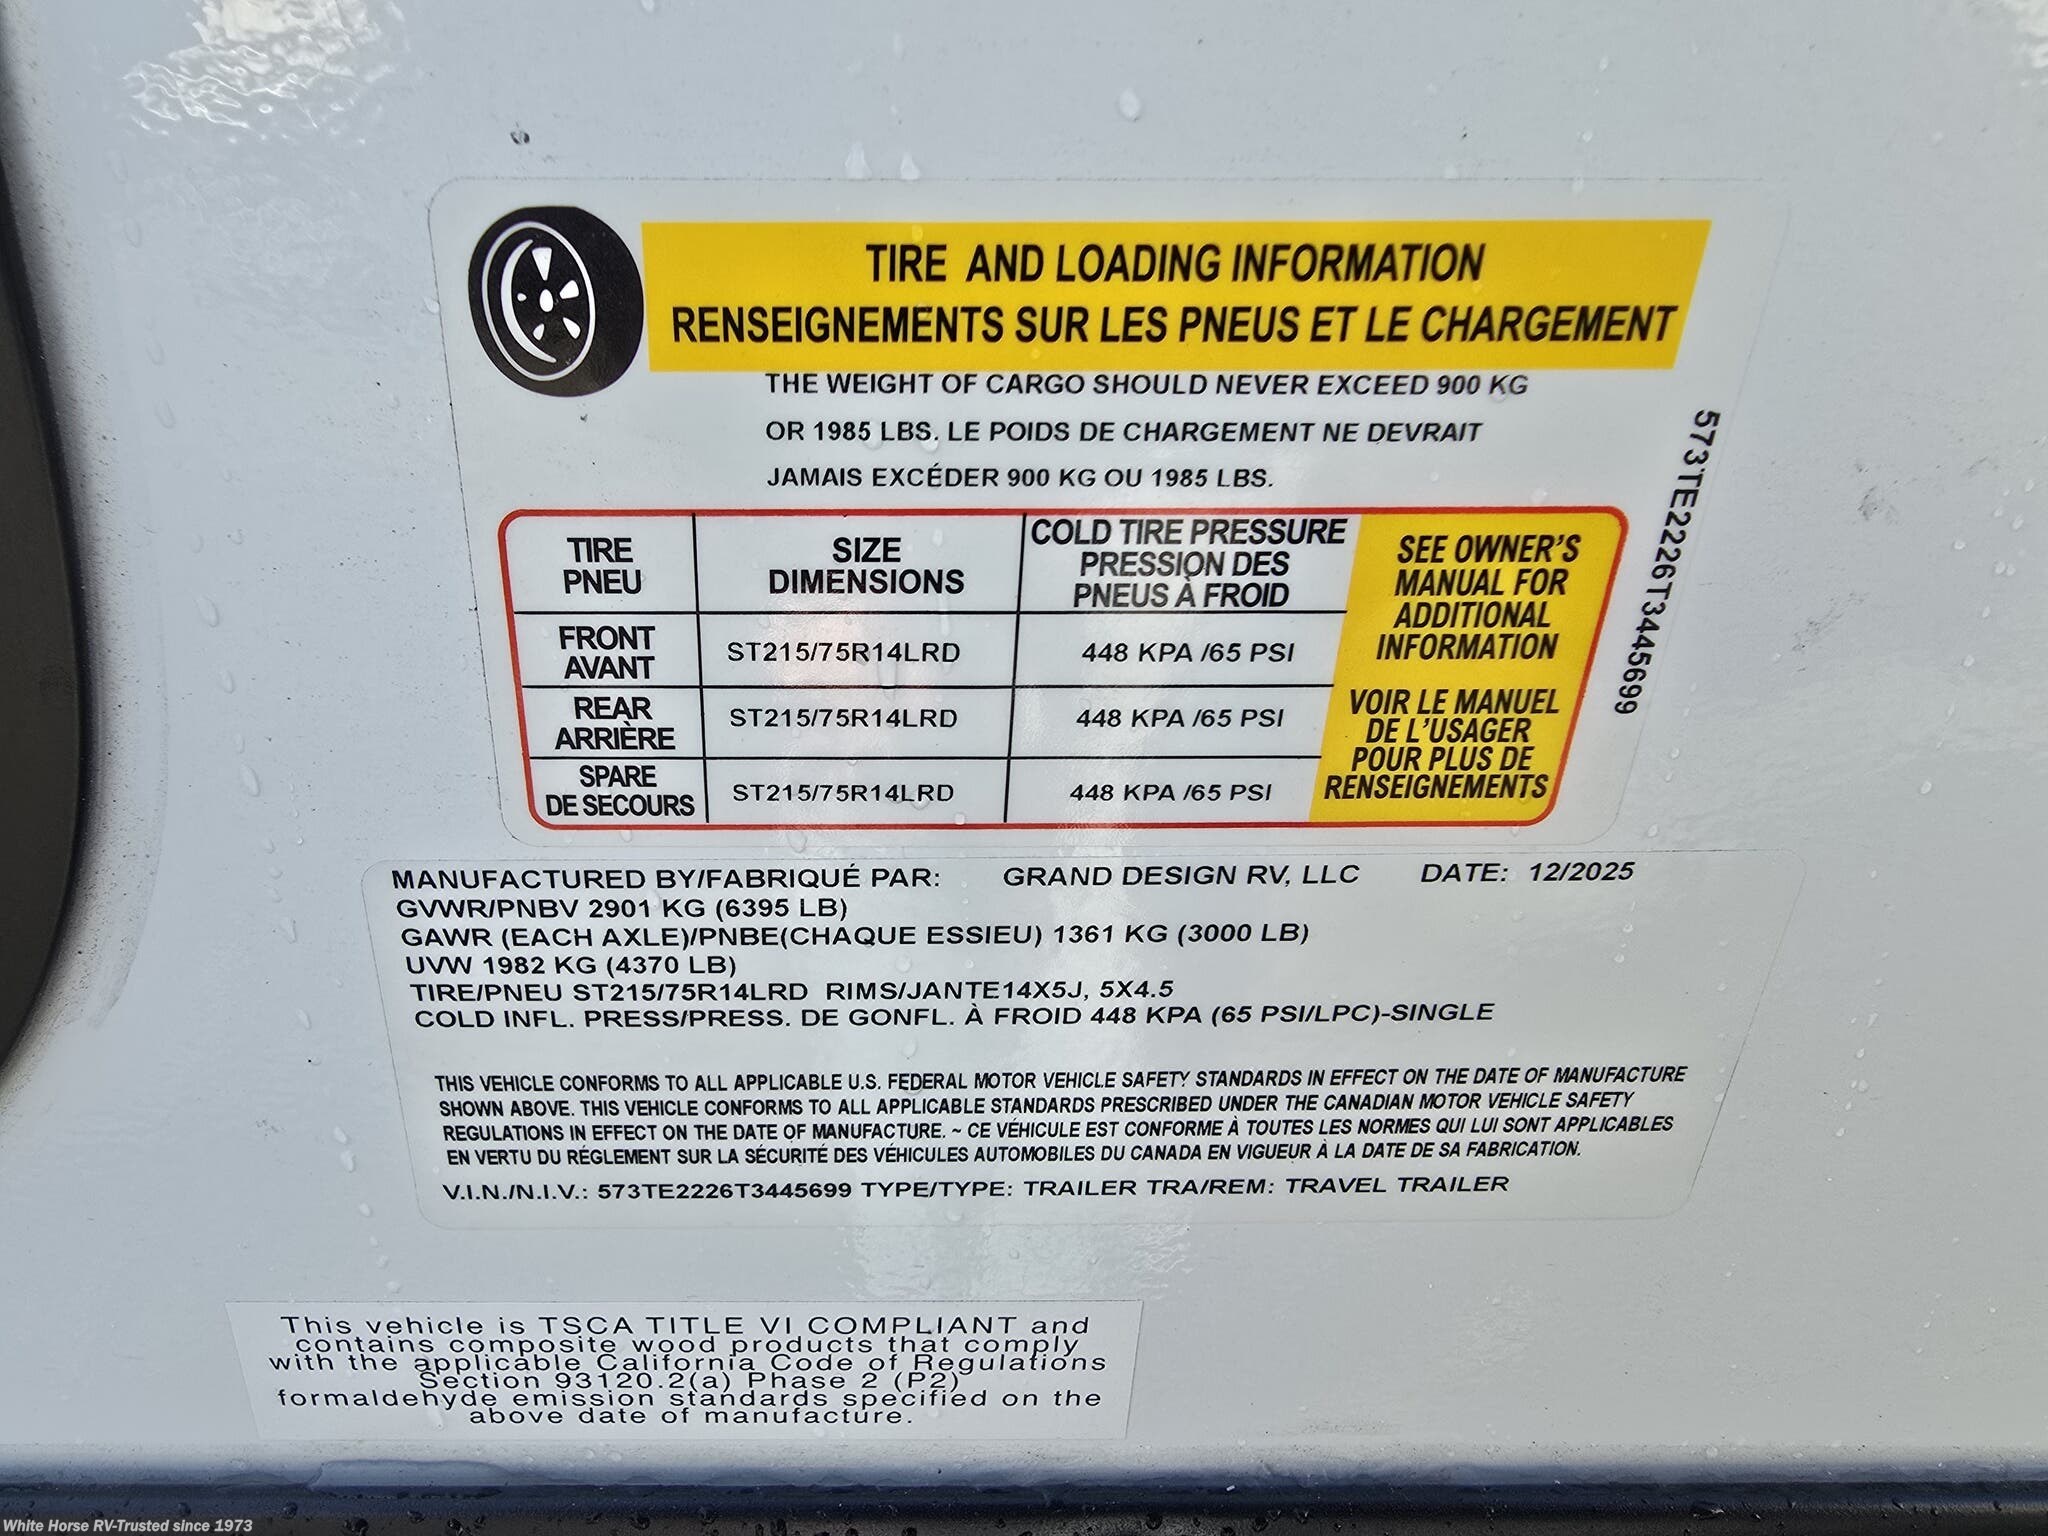 TIRE AND LOADING INFORMATION
RENSEIGNEMENTS SUR LES PNEUS ET LE CHARGEMENT
THE WEIGHT OF CARGO SHOULD NEVER EXCEED 900 KG
OR 1985 LBS. LE POIDS DE CHARGEMENT NE DEVRAIT
JAMAIS EXCÉDER 900 KG OU 1985 LBS.
573TE2226T3445699
TIRE
PNEU
SIZE
DIMENSIONS
COLD TIRE PRESSURE
PRESSION DES
PNEUS À FROID
FRONT
AVANT
ST215/75R14LRD
448 KPA /65 PSI
REAR
ARRIÈRE
ST215/75R14LRD
448 KPA /65 PSI
SPARE
DE SECOURS
ST215/75R14LRD
448 KPA /65 PSI
SEE OWNER'S
MANUAL FOR
ADDITIONAL
INFORMATION
VOIR LE MANUEL
DE L'USAGER
POUR PLUS DE
RENSEIGNEMENTS
MANUFACTURED BY/FABRIQUÉ PAR: GRAND DESIGN RV, LLC DATE: 12/2025
GVWR/PNBV 2901 KG (6395 LB)
GAWR (EACH AXLE)/PNBE(CHAQUE ESSIEU) 1361 KG (3000 LB)
UVW 1982 KG (4370 LB)
TIRE/PNEU ST215/75R14LRD RIMS/JANTE14X5J, 5X4.5
COLD INFL. PRESS/PRESS. DE GONFL. À FROID 448 KPA (65 PSI/LPC)-SINGLE
THIS VEHICLE CONFORMS TO ALL APPLICABLE U.S. FEDERAL MOTOR VEHICLE SAFETY STANDARDS IN EFFECT ON THE DATE OF MANUFACTURE
SHOWN ABOVE. THIS VEHICLE CONFORMS TO ALL APPLICABLE STANDARDS PRESCRIBED UNDER THE CANADIAN MOTOR VEHICLE SAFETY
REGULATIONS IN EFFECT ON THE DATE OF MANUFACTURE. ~ CE VÉHICULE EST CONFORME À TOUTES LES NORMES QUI LUI SONT APPLICABLES
EN VERTU DU RÉGLEMENT SUR LA SÉCURITÉ DES VÉHICULES AUTOMOBILES DU CANADA EN VIGUEUR À LA DATE DE SA FABRICATION.
V.I.N./N.I.V.: 573TE2226T3445699 TYPE/TYPE: TRAILER TRA/REM: TRAVEL TRAILER
This vehicle is TSCA TITLE VI COMPLIANT and
contains composite wood products that comply
with the applicable California Code of Regulations
Section 93120.2(a) Phase 2 (P2)
formaldehyde emission standards specified on the
above date of manufacture.
White Horse RV-Trusted since 1973